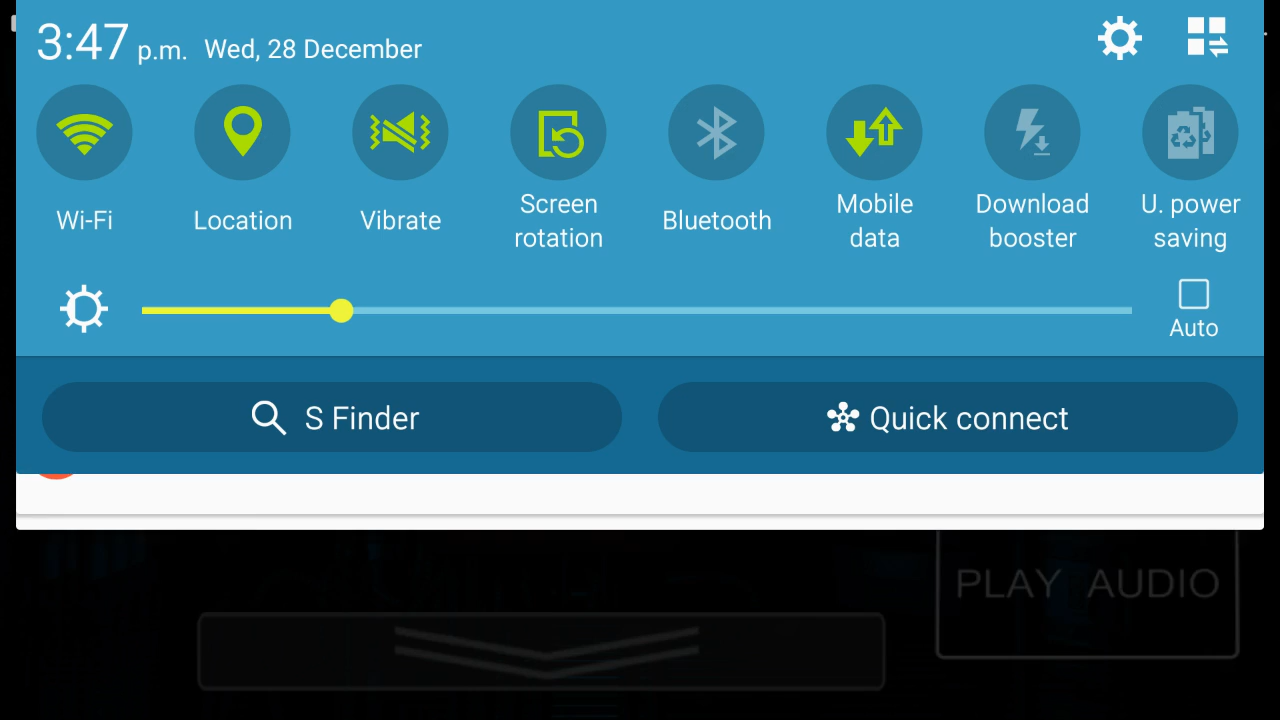 3:47 p.m. Wed, 28 December
Wi-Fi
Location
Vibrate
Screen
rotation
Bluetooth
Mobile
data
Download
booster
U. power
saving
Auto
S Finder
Quick connect
PLAY AUDIO